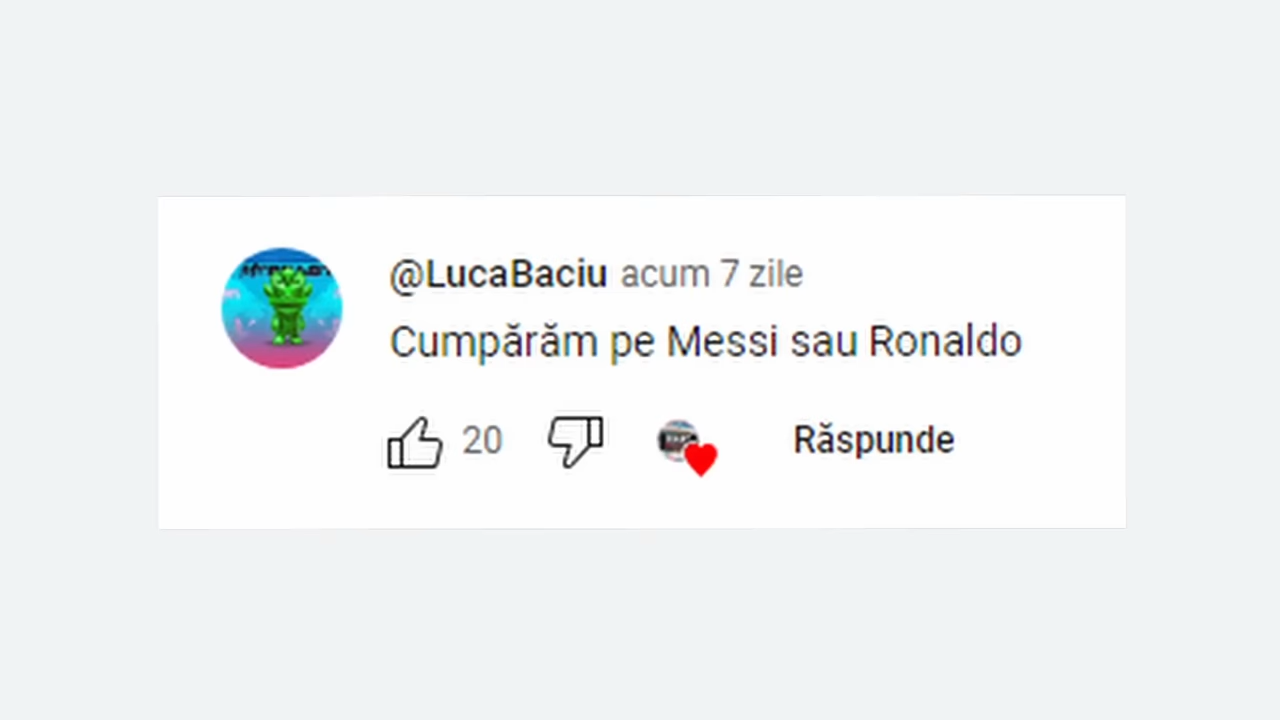 @LucaBaciu acum 7 zile
Cumpărăm pe Messi sau Ronaldo
20 Răspunde